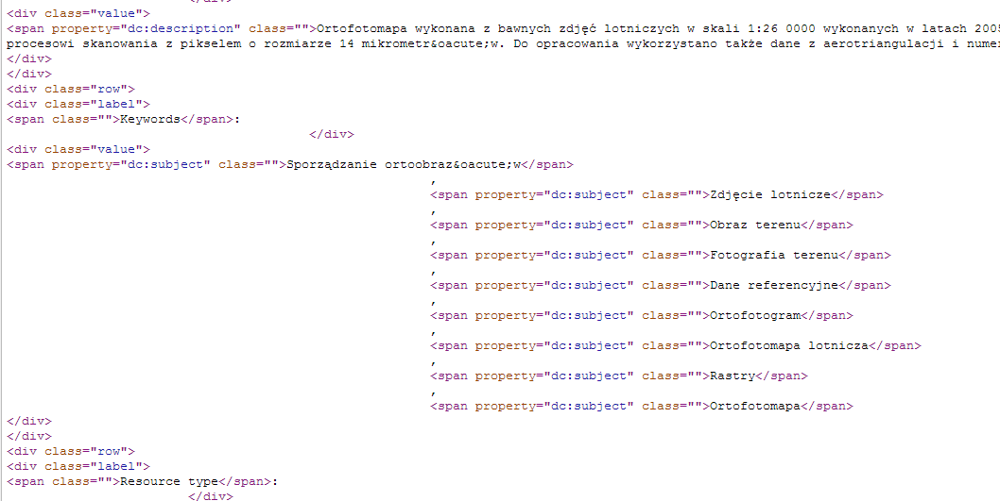 <div class="value">
<span property="dc:description" class="">Ortofotomapa wykonana z bawnych zdjęć lotniczych w skali 1:26 0000 wykonanych w latach 2005
procesowi skanowania z pikselem o rozmiarze 14 mikrometr&oacute;w. Do opracowania wykorzystano także dane z aerotriangulacji i numer
</div>
</div>
<div class="row">
<div class="label">
<span class="">Keywords</span>:
</div>
<div class="value">
<span property="dc:subject" class="">Sporządzanie ortoobraz&oacute;w</span>
,
<span property="dc:subject" class="">Zdjęcie lotnicze</span>
,
<span property="dc:subject" class="">Obraz terenu</span>
,
<span property="dc:subject" class="">Fotografia terenu</span>
,
<span property="dc:subject" class="">Dane referencyjne</span>
,
<span property="dc:subject" class="">Ortofotogram</span>
,
<span property="dc:subject" class="">Ortofotomapa lotnicza</span>
,
<span property="dc:subject" class="">Rastry</span>
,
<span property="dc:subject" class="">Ortofotomapa</span>
</div>
</div>
<div class="row">
<div class="label">
<span class="">Resource type</span>:
</div>